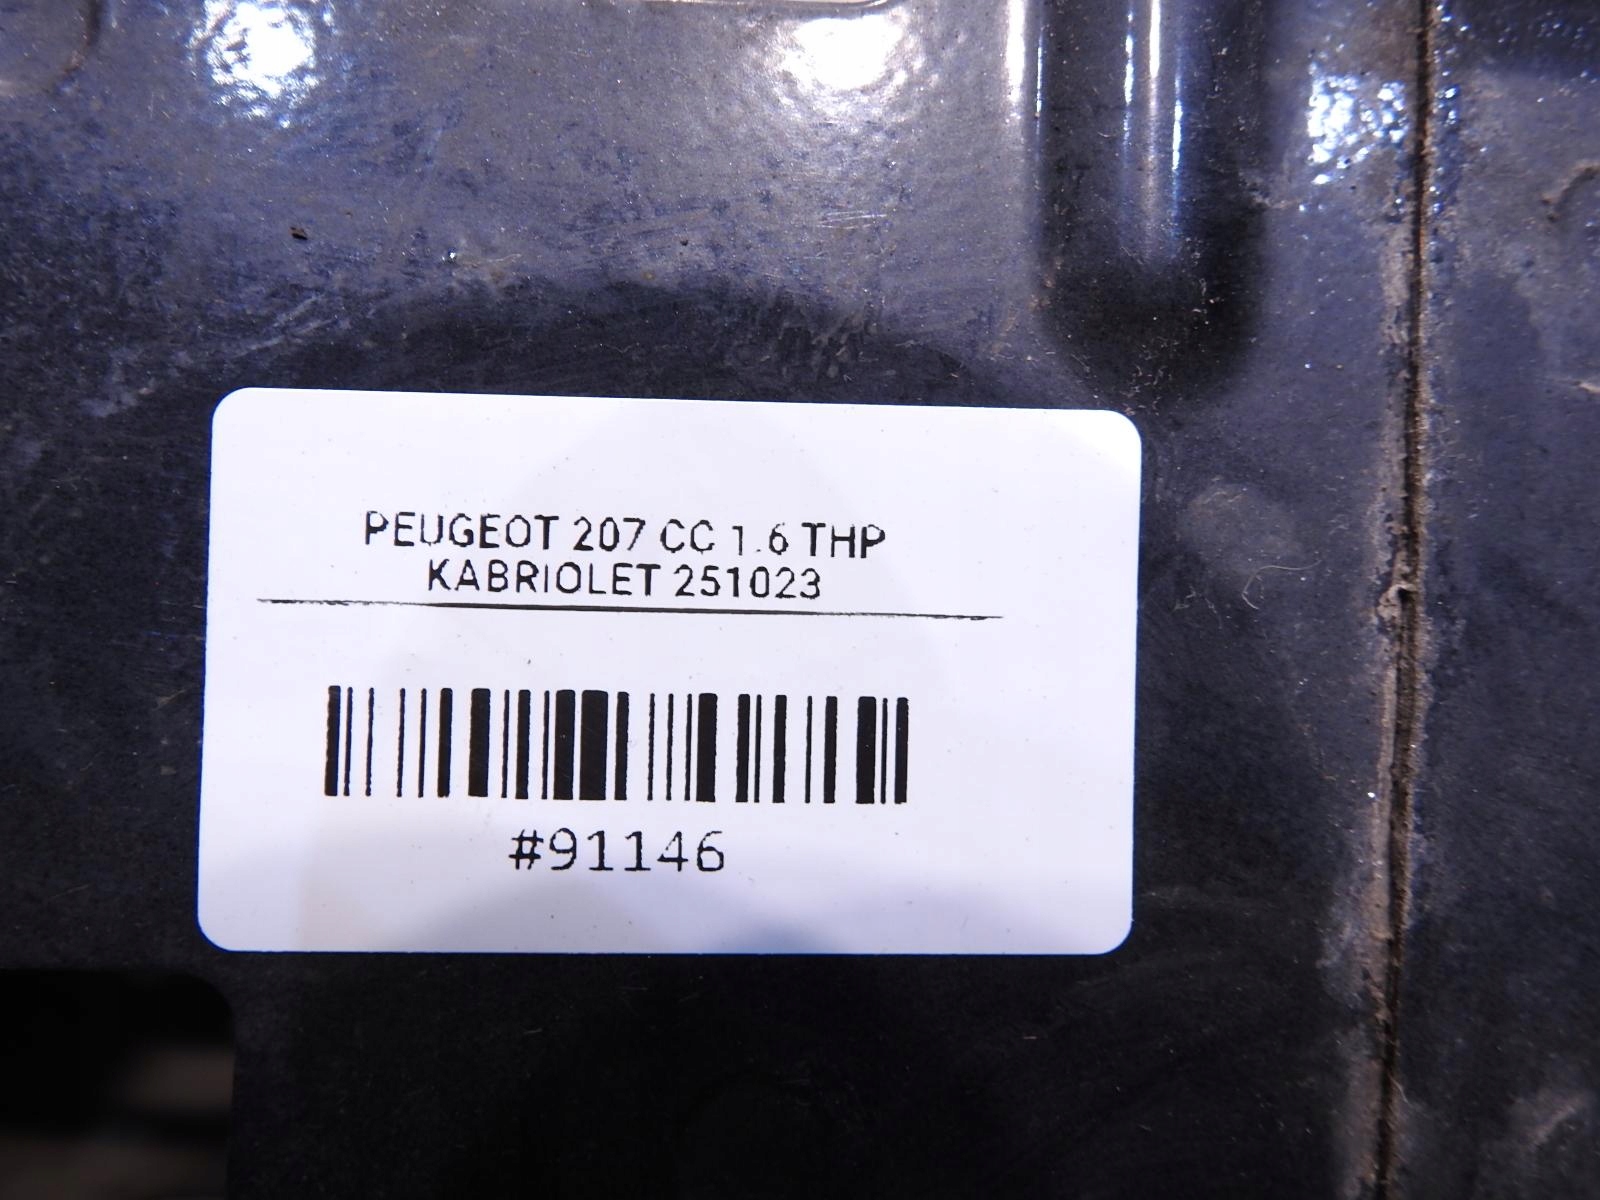 PEUGEOT 207 CC 1.6 THP
KABRIOLET 251023
#91146